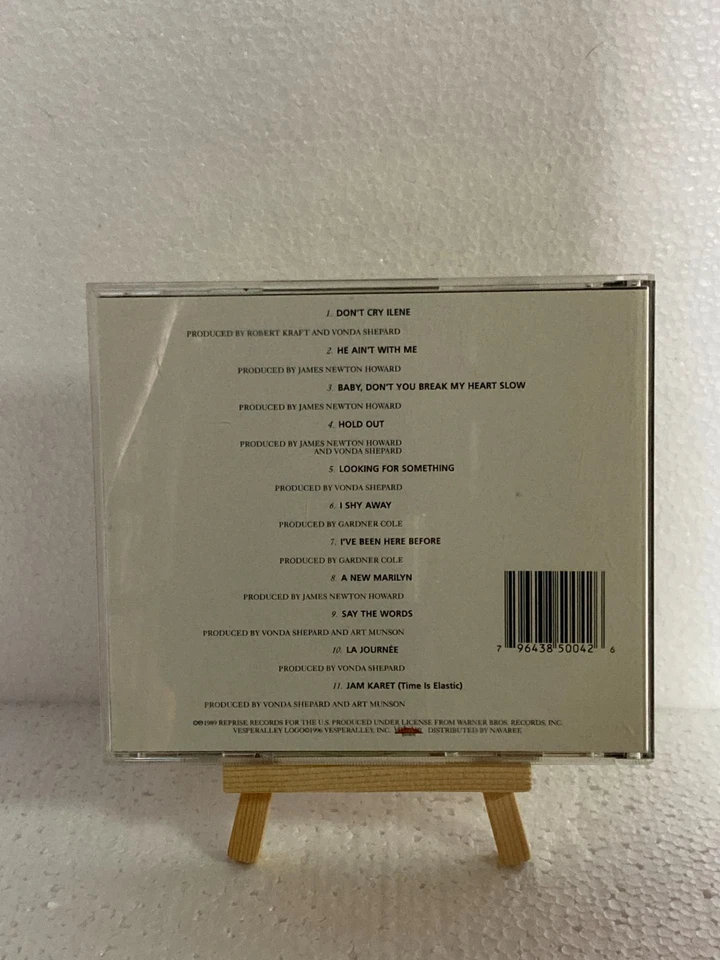 1. DON'T CRY ILENE
PRODUCED BY ROBERT KRAFT AND VONDA SHEPARD
2. HE AIN'T WITH ME
PRODUCED BY JAMES NEWTON HOWARD
3. BABY, DON'T YOU BREAK MY HEART SLOW
PRODUCED BY JAMES NEWTON HOWARD
4. HOLD OUT
PRODUCED BY JAMES NEWTON HOWARD
AND VONDA SHEPARD
5. LOOKING FOR SOMETHING
PRODUCED BY VONDA SHEPARD
6. I SHY AWAY
PRODUCED BY GARDNER COLE
7. I'VE BEEN HERE BEFORE
PRODUCED BY GARDNER COLE
8. A NEW MARILYN
PRODUCED BY JAMES NEWTON HOWARD
9. SAY THE WORDS
PRODUCED BY VONDA SHEPARD AND ART MUNSON
10. LA JOURNÉE
PRODUCED BY VONDA SHEPARD
11. JAM KARET (Time Is Elastic)
PRODUCED BY VONDA SHEPARD AND ART MUNSON
7 96438 50042 6
©℗1989 REPRISE RECORDS FOR THE U.S. PRODUCED UNDER LICENSE FROM WARNER BROS. RECORDS, INC.
VESPERALLEY LOGO©1996 VESPERALLEY, INC. DISTRIBUTED BY NAVAREE